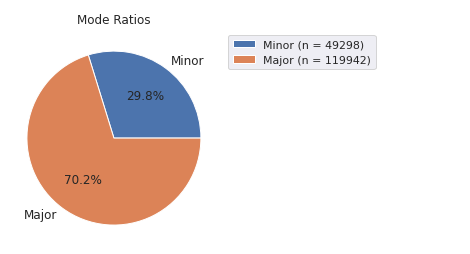 Mode Ratios
Minor (n = 49298)
Major (n = 119942)
Minor
29.8%
70.2%
Major